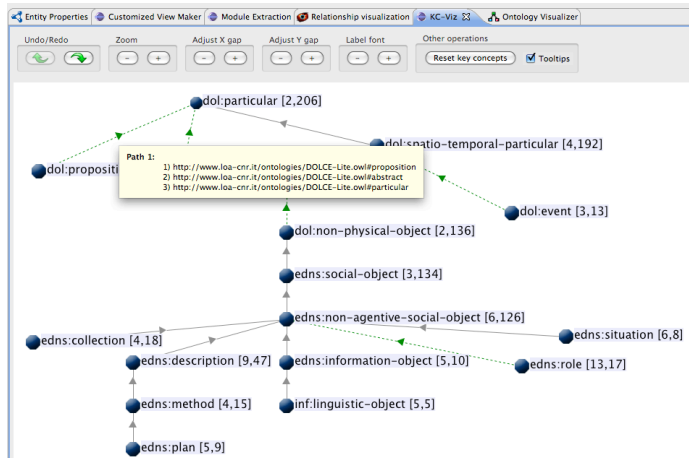 Entity Properties Customized View Maker Module Extraction Relationship visualization KC-Viz Ontology Visualizer
Undo/Redo Zoom Adjust X gap Adjust Y gap Label font Other operations
- + - + - + - + Reset key concepts Tooltips
dol:particular [2,206]
dol:spatio-temporal-particular [4,192]
Path 1:
1) http://www.loa-cnr.it/ontologies/DOLCE-Lite.owl#proposition
dol:propositi
2) http://www.loa-cnr.it/ontologies/DOLCE-Lite.owl#abstract
3) http://www.loa-cnr.it/ontologies/DOLCE-Lite.owl#particular
dol:event [3,13]
dol:non-physical-object [2,136]
edns:social-object [3,134]
edns:non-agentive-social-object [6,126]
edns:situation [6,8]
edns:collection [4,18]
edns:description [9,47] edns:information-object [5,10] edns:role [13,17]
edns:method [4,15] inf:linguistic-object [5,5]
edns:plan [5,9]